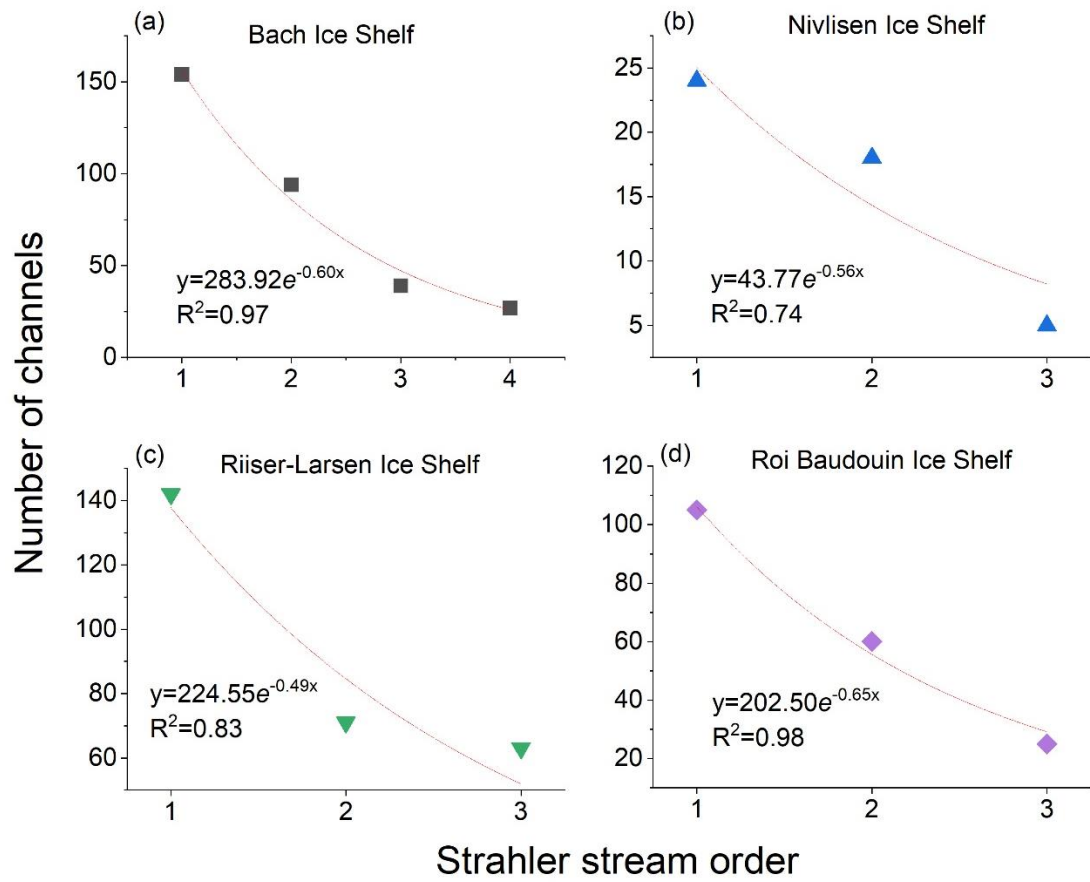 Number of channels
(a)
Bach Ice Shelf
150
100
50
0
y=283.92e^-0.60x
R²=0.97
1 2 3 4
(b)
Nivlisen Ice Shelf
25
20
15
10
5
y=43.77e^-0.56x
R²=0.74
1 2 3
(c)
Riiser-Larsen Ice Shelf
140
120
100
80
60
y=224.55e^-0.49x
R²=0.83
1 2 3
(d)
Roi Baudouin Ice Shelf
120
100
80
60
40
20
y=202.50e^-0.65x
R²=0.98
1 2 3
Strahler stream order